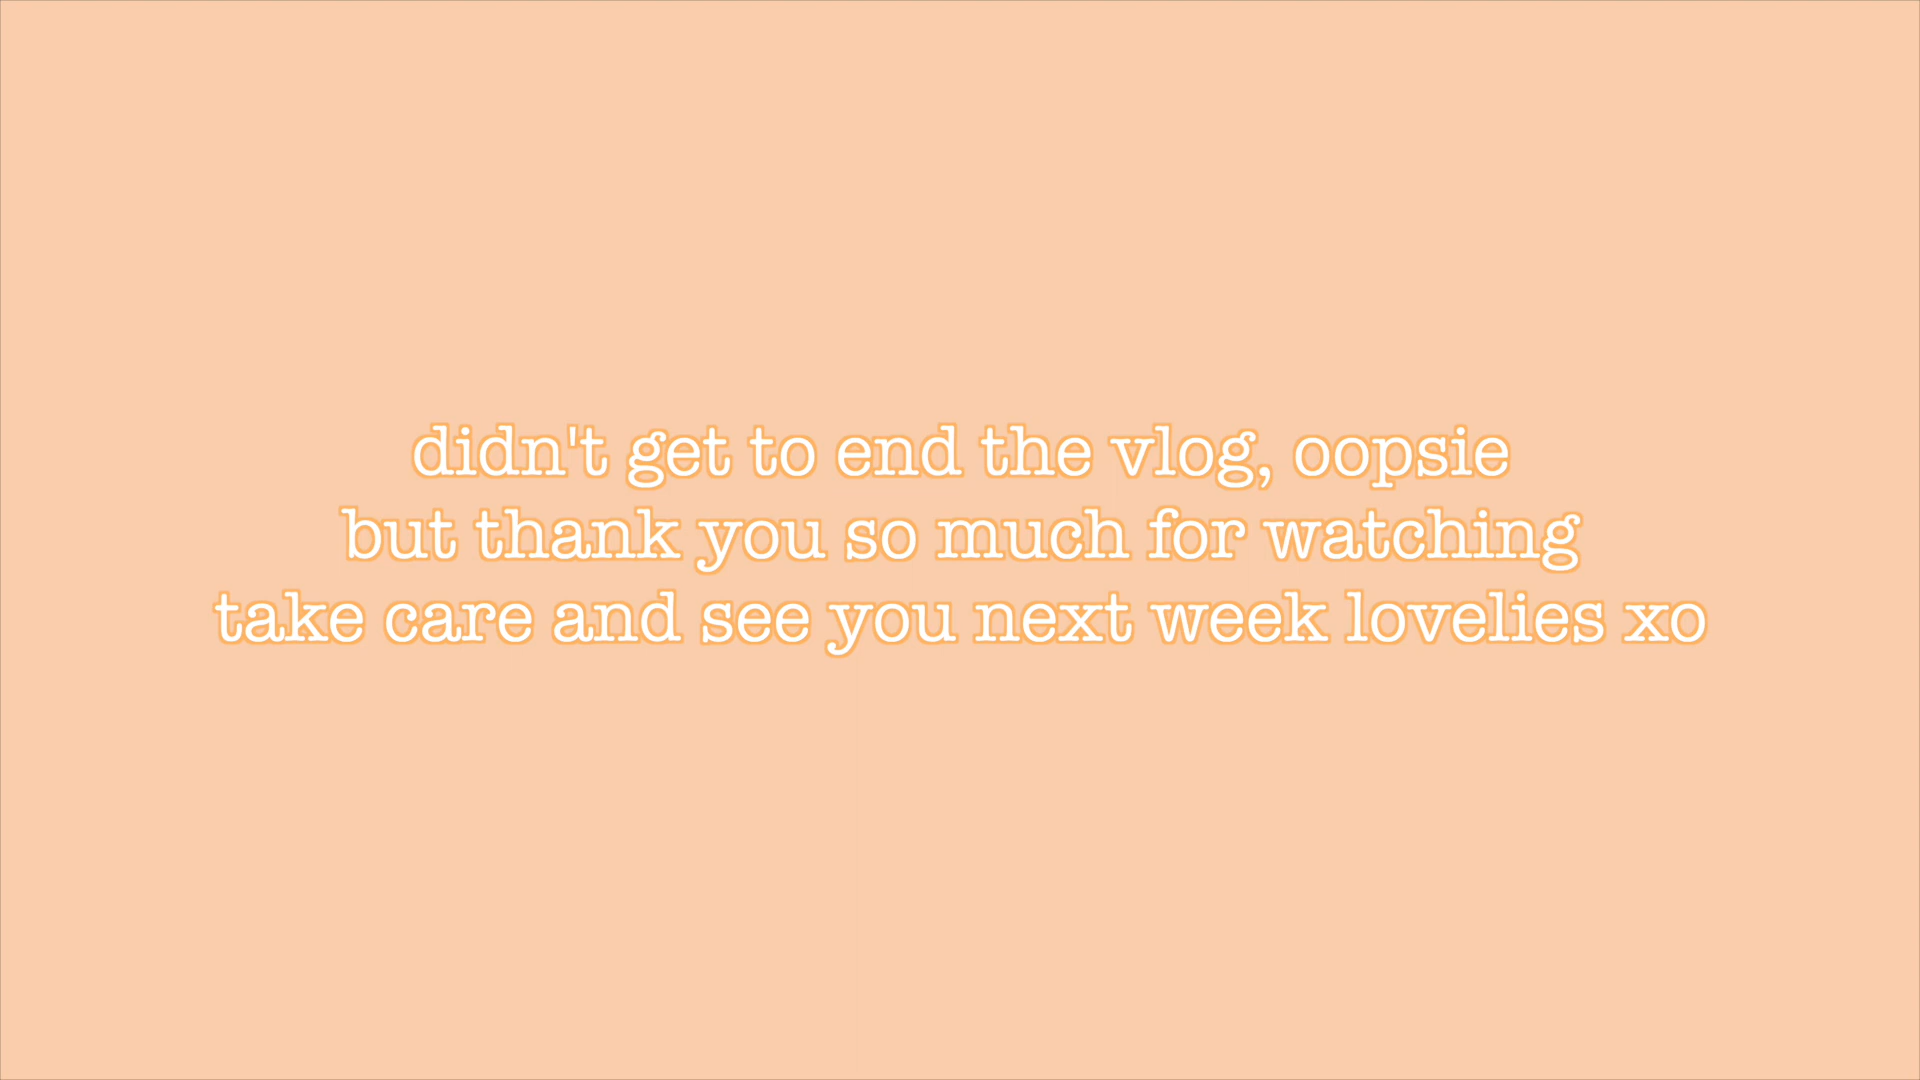 didn't get to end the vlog, oopsie
but thank you so much for watching
take care and see you next week lovelies xo